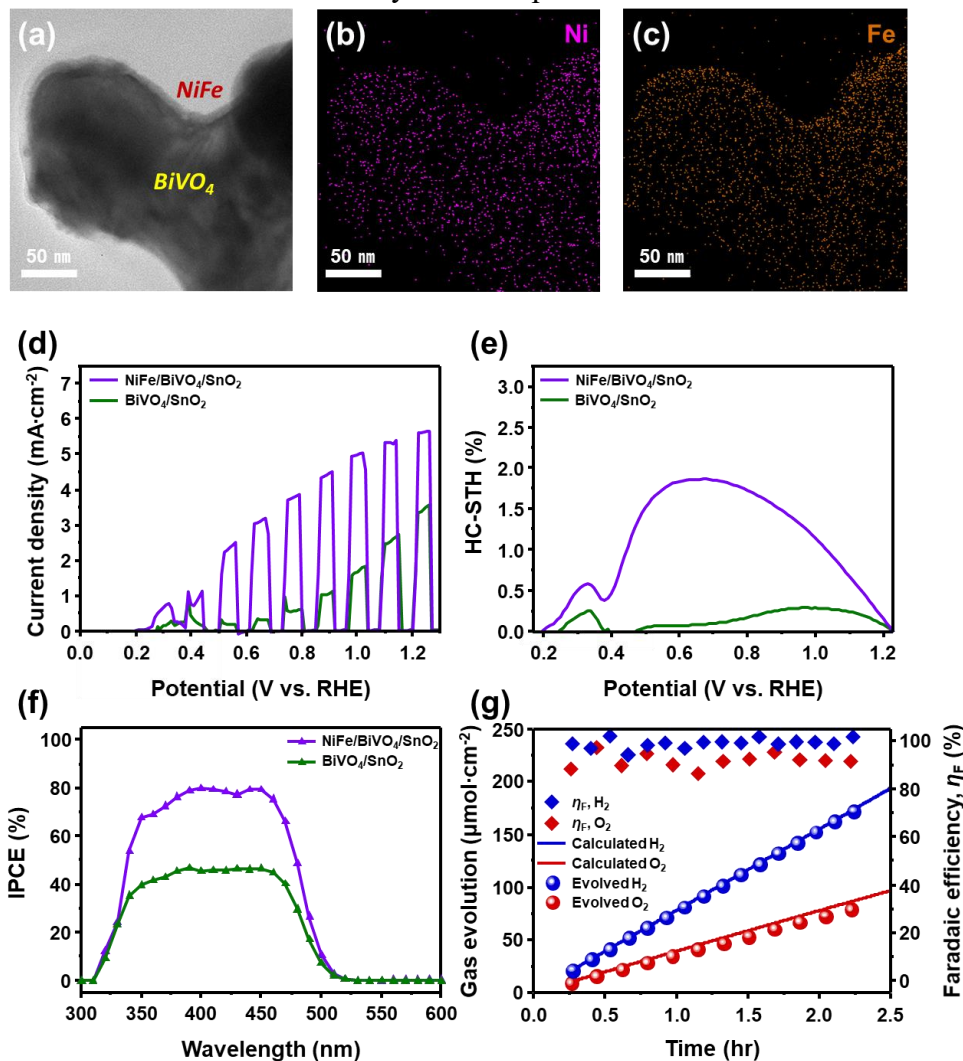 (a)
NiFe
BiVO₄
50 nm
(b)
Ni
50 nm
(c)
Fe
50 nm
(d)
NiFe/BiVO₄/SnO₂
BiVO₄/SnO₂
Current density (mA·cm⁻²)
7
6
5
4
3
2
1
0
0.0 0.2 0.4 0.6 0.8 1.0 1.2
Potential (V vs. RHE)
(e)
NiFe/BiVO₄/SnO₂
BiVO₄/SnO₂
HC-STH (%)
3.0
2.5
2.0
1.5
1.0
0.5
0.0
0.2 0.4 0.6 0.8 1.0 1.2
Potential (V vs. RHE)
(f)
NiFe/BiVO₄/SnO₂
BiVO₄/SnO₂
IPCE (%)
100
80
60
40
20
0
300 350 400 450 500 550 600
Wavelength (nm)
(g)
η_F, H₂
η_F, O₂
Calculated H₂
Calculated O₂
Evolved H₂
Evolved O₂
Gas evolution (µmol·cm⁻²)
250
200
150
100
50
0
Faradaic efficiency, η_F (%)
100
80
60
40
20
0
0.0 0.5 1.0 1.5 2.0 2.5
Time (hr)